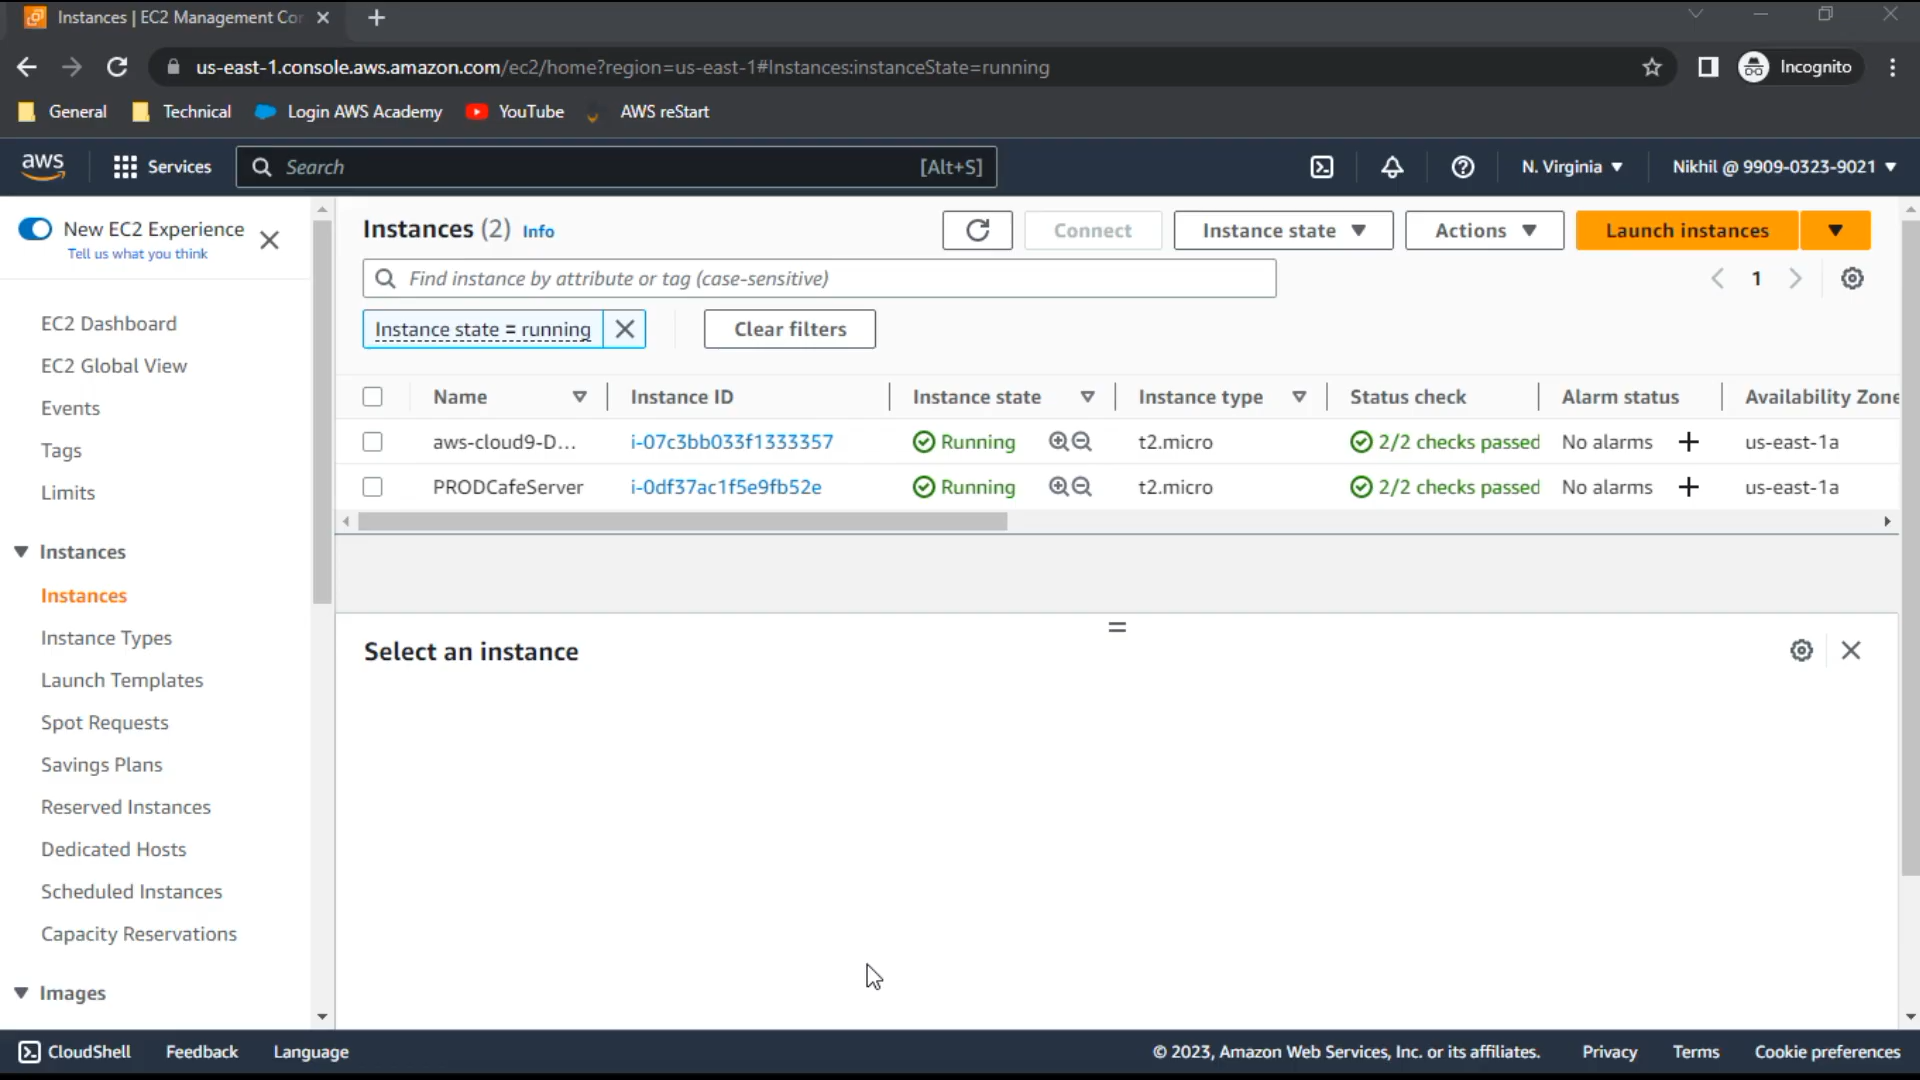 Instances | EC2 Management Cor
us-east-1.console.aws.amazon.com/ec2/home?region=us-east-1#Instances:instanceState=running
Incognito
General Technical Login AWS Academy YouTube AWS reStart
aws Services Search [Alt+S] N. Virginia Nikhil @ 9909-0323-9021
New EC2 Experience
Tell us what you think
EC2 Dashboard
EC2 Global View
Events
Tags
Limits
Instances
Instances
Instance Types
Launch Templates
Spot Requests
Savings Plans
Reserved Instances
Dedicated Hosts
Scheduled Instances
Capacity Reservations
Images
Instances (2) Info
Connect Instance state Actions Launch instances
Find instance by attribute or tag (case-sensitive)
1
Instance state = running Clear filters
Name Instance ID Instance state Instance type Status check Alarm status Availability Zone
aws-cloud9-D... i-07c3bb033f1333357 Running t2.micro 2/2 checks passed No alarms + us-east-1a
PRODCafeServer i-0df37ac1f5e9fb52e Running t2.micro 2/2 checks passed No alarms + us-east-1a
Select an instance
CloudShell Feedback Language © 2023, Amazon Web Services, Inc. or its affiliates. Privacy Terms Cookie preferences